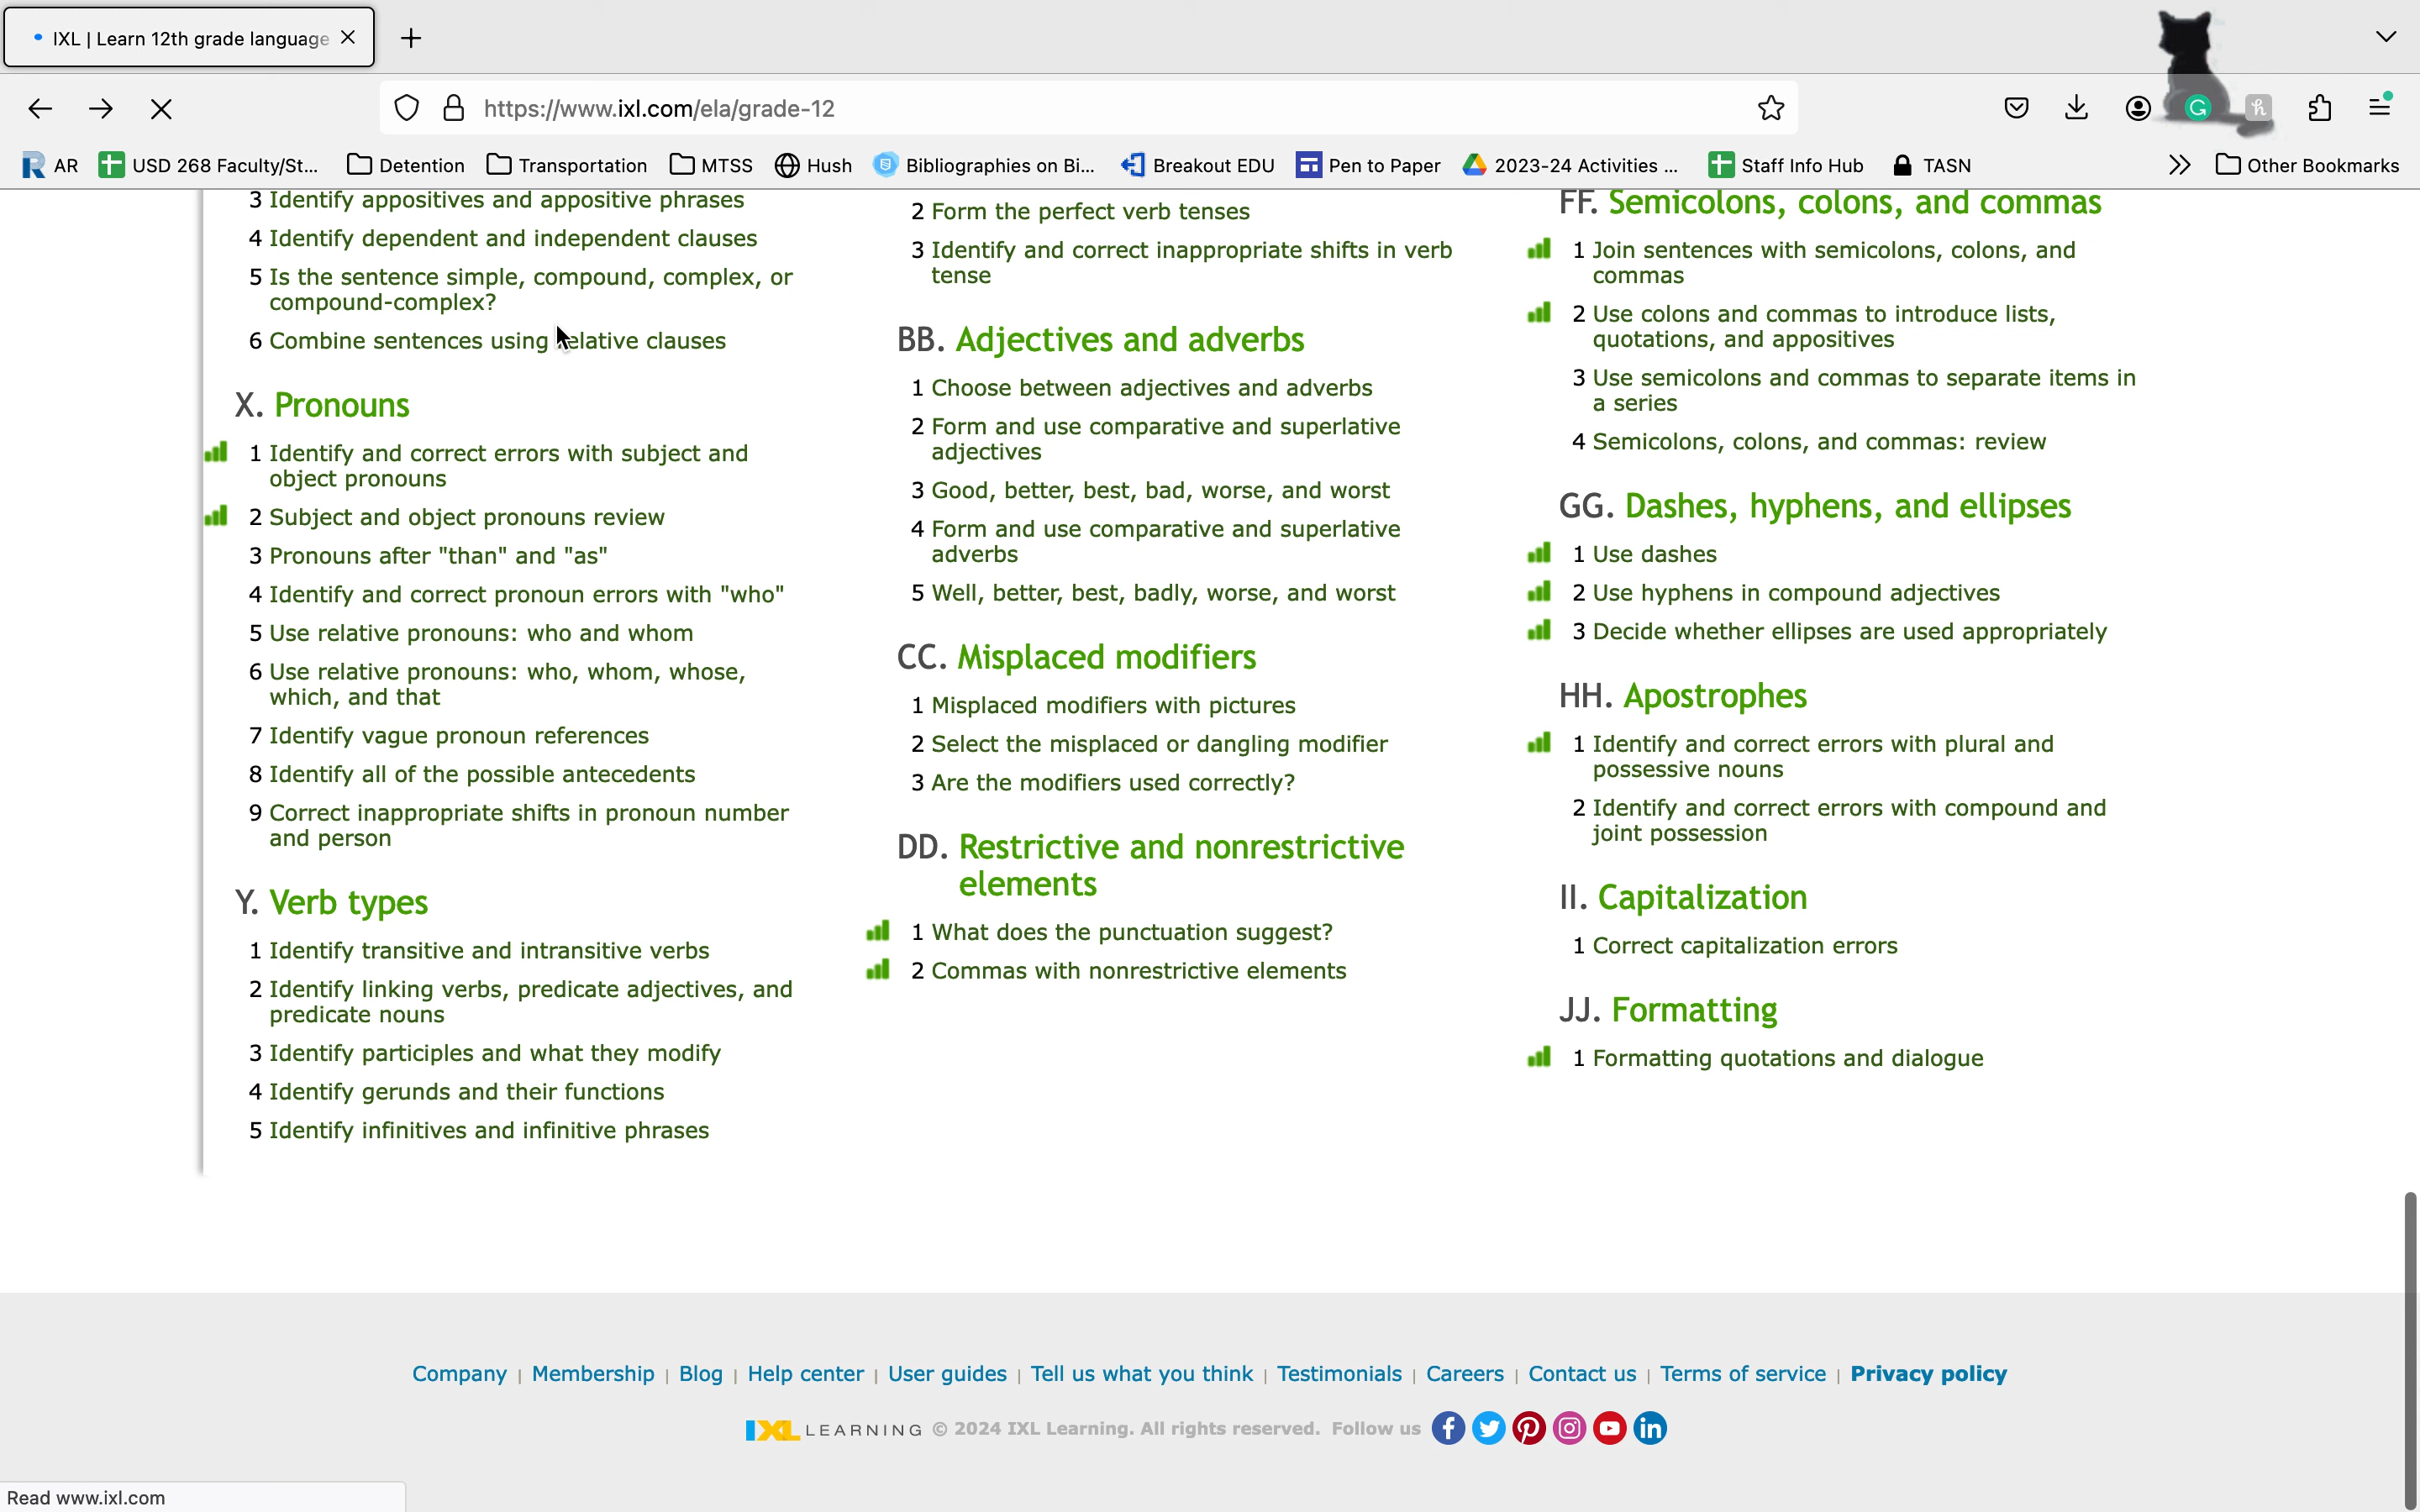 IXL | Learn 12th grade language
https://www.ixl.com/ela/grade-12
AR
USD 268 Faculty/St...
Detention
Transportation
MTSS
Hush
Bibliographies on Bi...
Breakout EDU
Pen to Paper
2023-24 Activities ...
Staff Info Hub
TASN
Other Bookmarks
3 Identify appositives and appositive phrases
4 Identify dependent and independent clauses
5 Is the sentence simple, compound, complex, or
compound-complex?
6 Combine sentences using relative clauses
X. Pronouns
1 Identify and correct errors with subject and
object pronouns
2 Subject and object pronouns review
3 Pronouns after "than" and "as"
4 Identify and correct pronoun errors with "who"
5 Use relative pronouns: who and whom
6 Use relative pronouns: who, whom, whose,
which, and that
7 Identify vague pronoun references
8 Identify all of the possible antecedents
9 Correct inappropriate shifts in pronoun number
and person
Y. Verb types
1 Identify transitive and intransitive verbs
2 Identify linking verbs, predicate adjectives, and
predicate nouns
3 Identify participles and what they modify
4 Identify gerunds and their functions
5 Identify infinitives and infinitive phrases
2 Form the perfect verb tenses
3 Identify and correct inappropriate shifts in verb
tense
BB. Adjectives and adverbs
1 Choose between adjectives and adverbs
2 Form and use comparative and superlative
adjectives
3 Good, better, best, bad, worse, and worst
4 Form and use comparative and superlative
adverbs
5 Well, better, best, badly, worse, and worst
CC. Misplaced modifiers
1 Misplaced modifiers with pictures
2 Select the misplaced or dangling modifier
3 Are the modifiers used correctly?
DD. Restrictive and nonrestrictive
elements
1 What does the punctuation suggest?
2 Commas with nonrestrictive elements
FF. Semicolons, colons, and commas
1 Join sentences with semicolons, colons, and
commas
2 Use colons and commas to introduce lists,
quotations, and appositives
3 Use semicolons and commas to separate items in
a series
4 Semicolons, colons, and commas: review
GG. Dashes, hyphens, and ellipses
1 Use dashes
2 Use hyphens in compound adjectives
3 Decide whether ellipses are used appropriately
HH. Apostrophes
1 Identify and correct errors with plural and
possessive nouns
2 Identify and correct errors with compound and
joint possession
II. Capitalization
1 Correct capitalization errors
JJ. Formatting
1 Formatting quotations and dialogue
Company | Membership | Blog | Help center | User guides | Tell us what you think | Testimonials | Careers | Contact us | Terms of service | Privacy policy
IXL LEARNING © 2024 IXL Learning. All rights reserved. Follow us
Read www.ixl.com